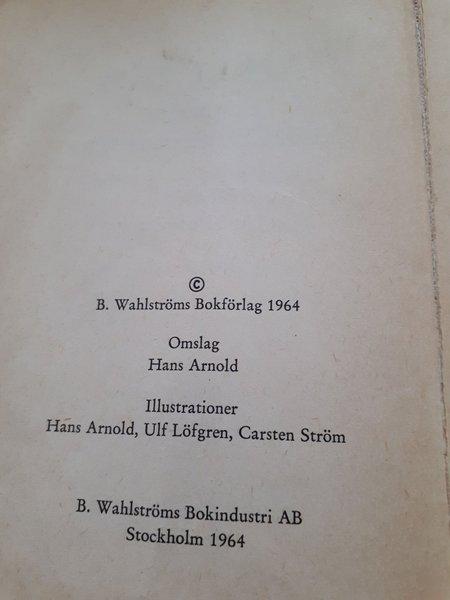 ©
B. Wahlströms Bokförlag 1964
Omslag
Hans Arnold
Illustrationer
Hans Arnold, Ulf Löfgren, Carsten Ström
B. Wahlströms Bokindustri AB
Stockholm 1964